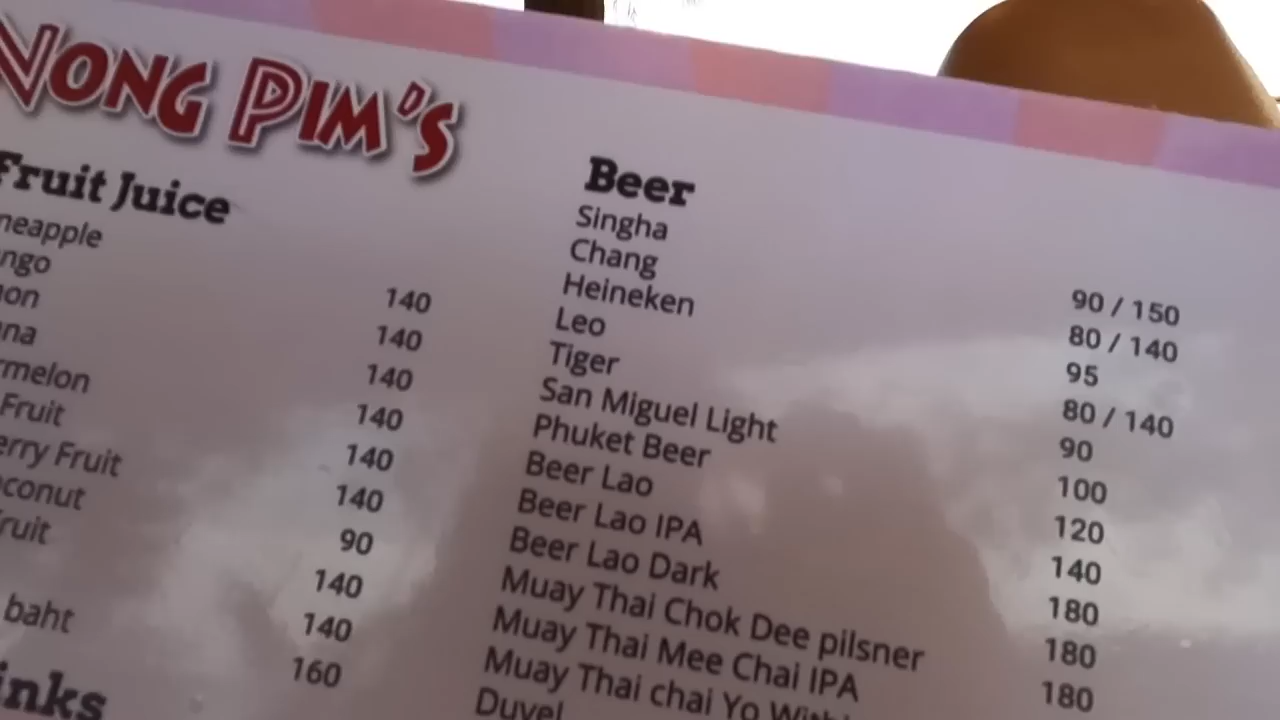 NONG PIM'S
Fruit Juice
neapple
ngo
non
na
rmelon
Fruit
erry Fruit
conut
ruit
baht
inks
140
140
140
140
140
140
90
140
140
160
Beer
Singha 90 / 150
Chang 80 / 140
Heineken 95
Leo 80 / 140
Tiger 90
San Miguel Light 100
Phuket Beer 120
Beer Lao 140
Beer Lao IPA 180
Beer Lao Dark 180
Muay Thai Chok Dee pilsner 180
Muay Thai Mee Chai IPA
Muay Thai chai Yo
Duvel